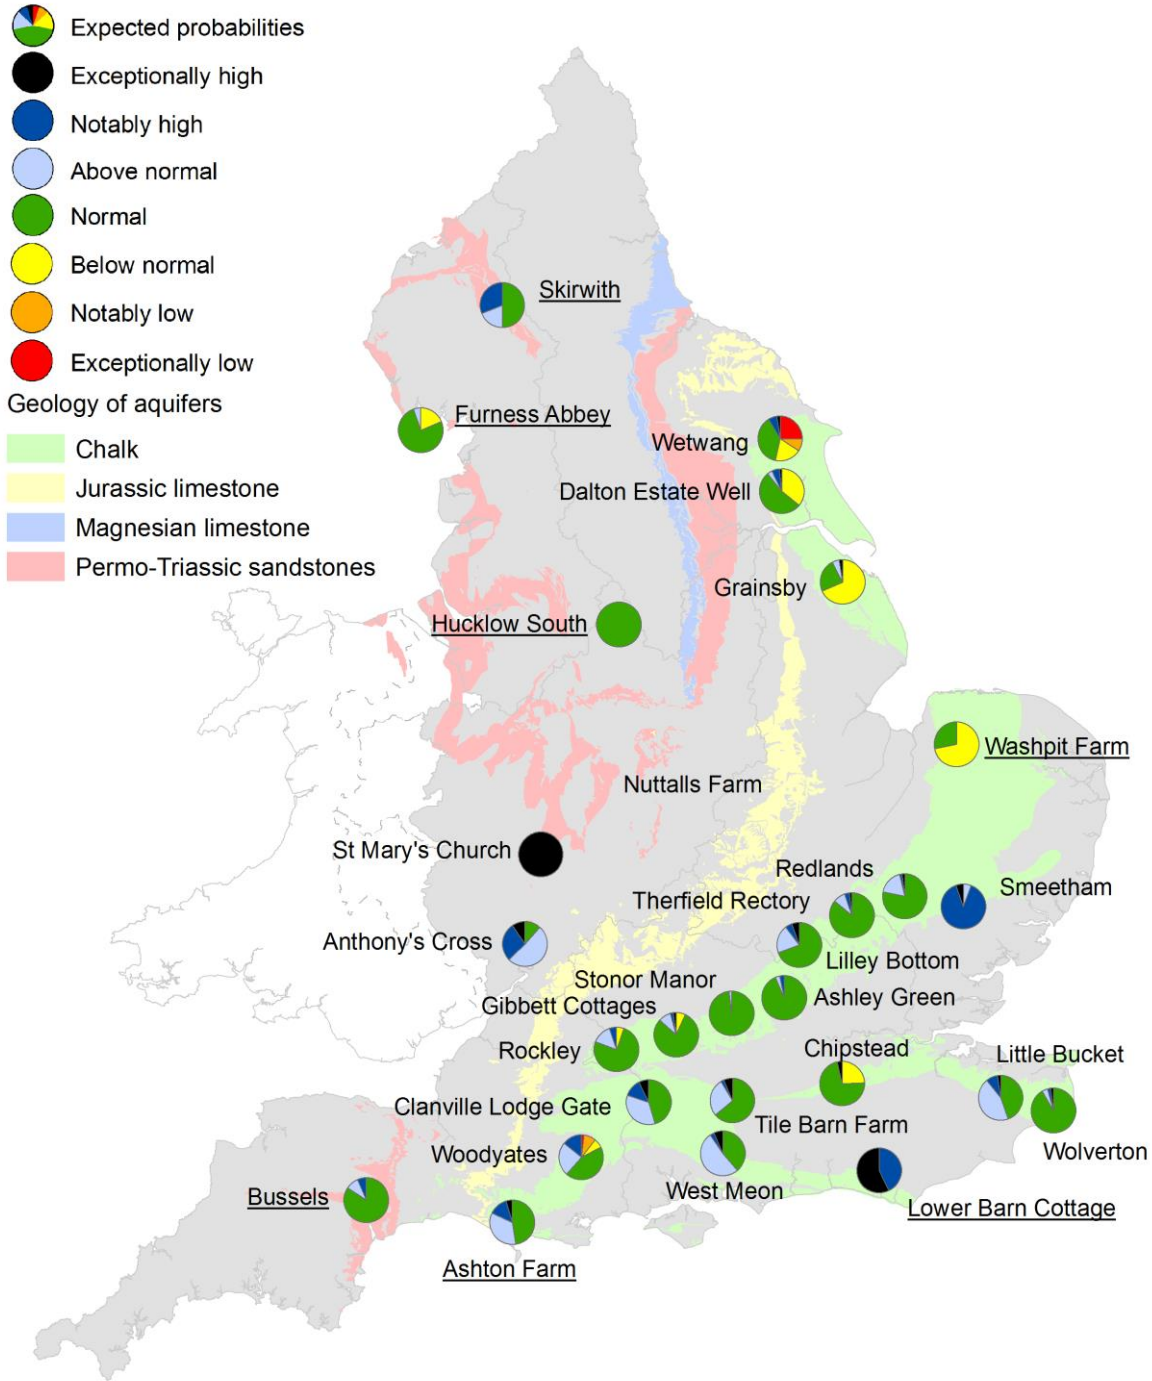 Expected probabilities
Exceptionally high
Notably high
Above normal
Normal
Below normal
Notably low
Exceptionally low
Geology of aquifers
Chalk
Jurassic limestone
Magnesian limestone
Permo-Triassic sandstones
Skirwith
Furness Abbey
Wetwang
Dalton Estate Well
Grainsby
Hucklow South
Washpit Farm
Nuttalls Farm
St Mary's Church
Redlands
Smeetham
Therfield Rectory
Anthony's Cross
Lilley Bottom
Stonor Manor
Ashley Green
Gibbett Cottages
Rockley
Chipstead
Little Bucket
Clanville Lodge Gate
Tile Barn Farm
Wolverton
Woodyates
West Meon
Bussels
Lower Barn Cottage
Ashton Farm